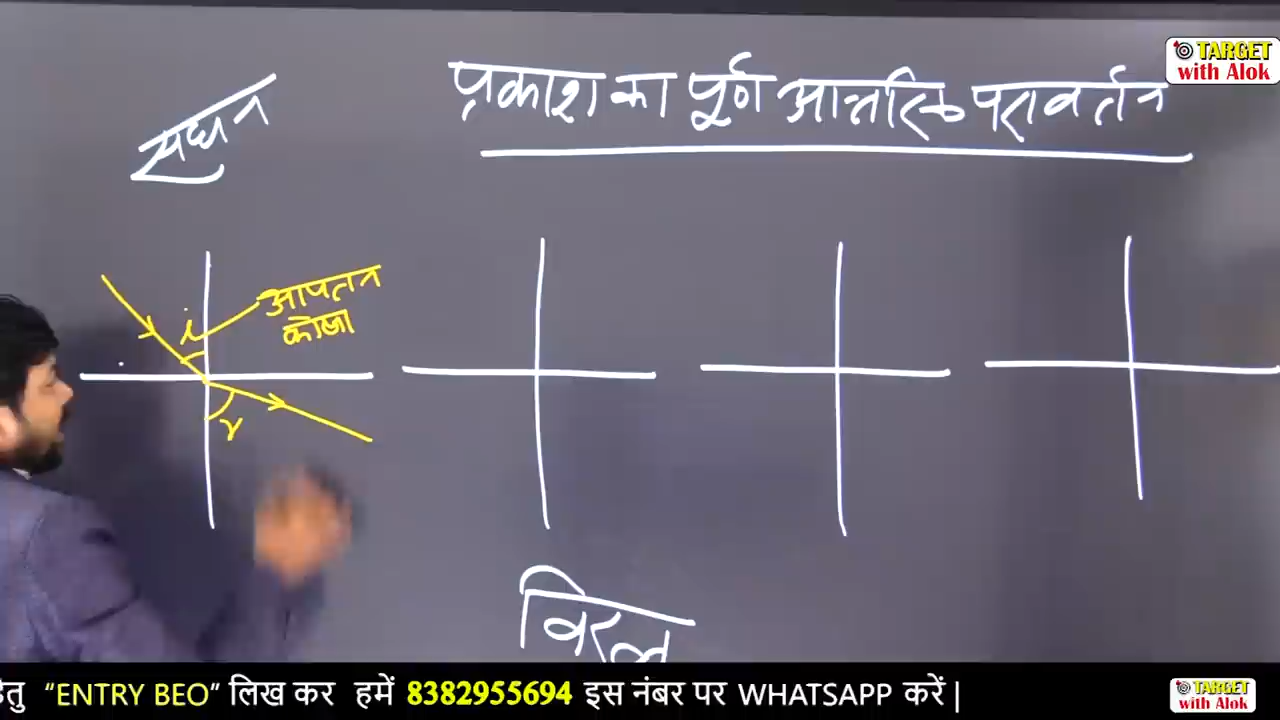 TARGET
with Alok
प्रकाश का पूर्ण आन्तरिक परावर्तन
सघन
i
आपतन
कोण
r
विरल
हेतु “ENTRY BEO” लिख कर हमें 8382955694 इस नंबर पर WHATSAPP करें |
TARGET
with Alok